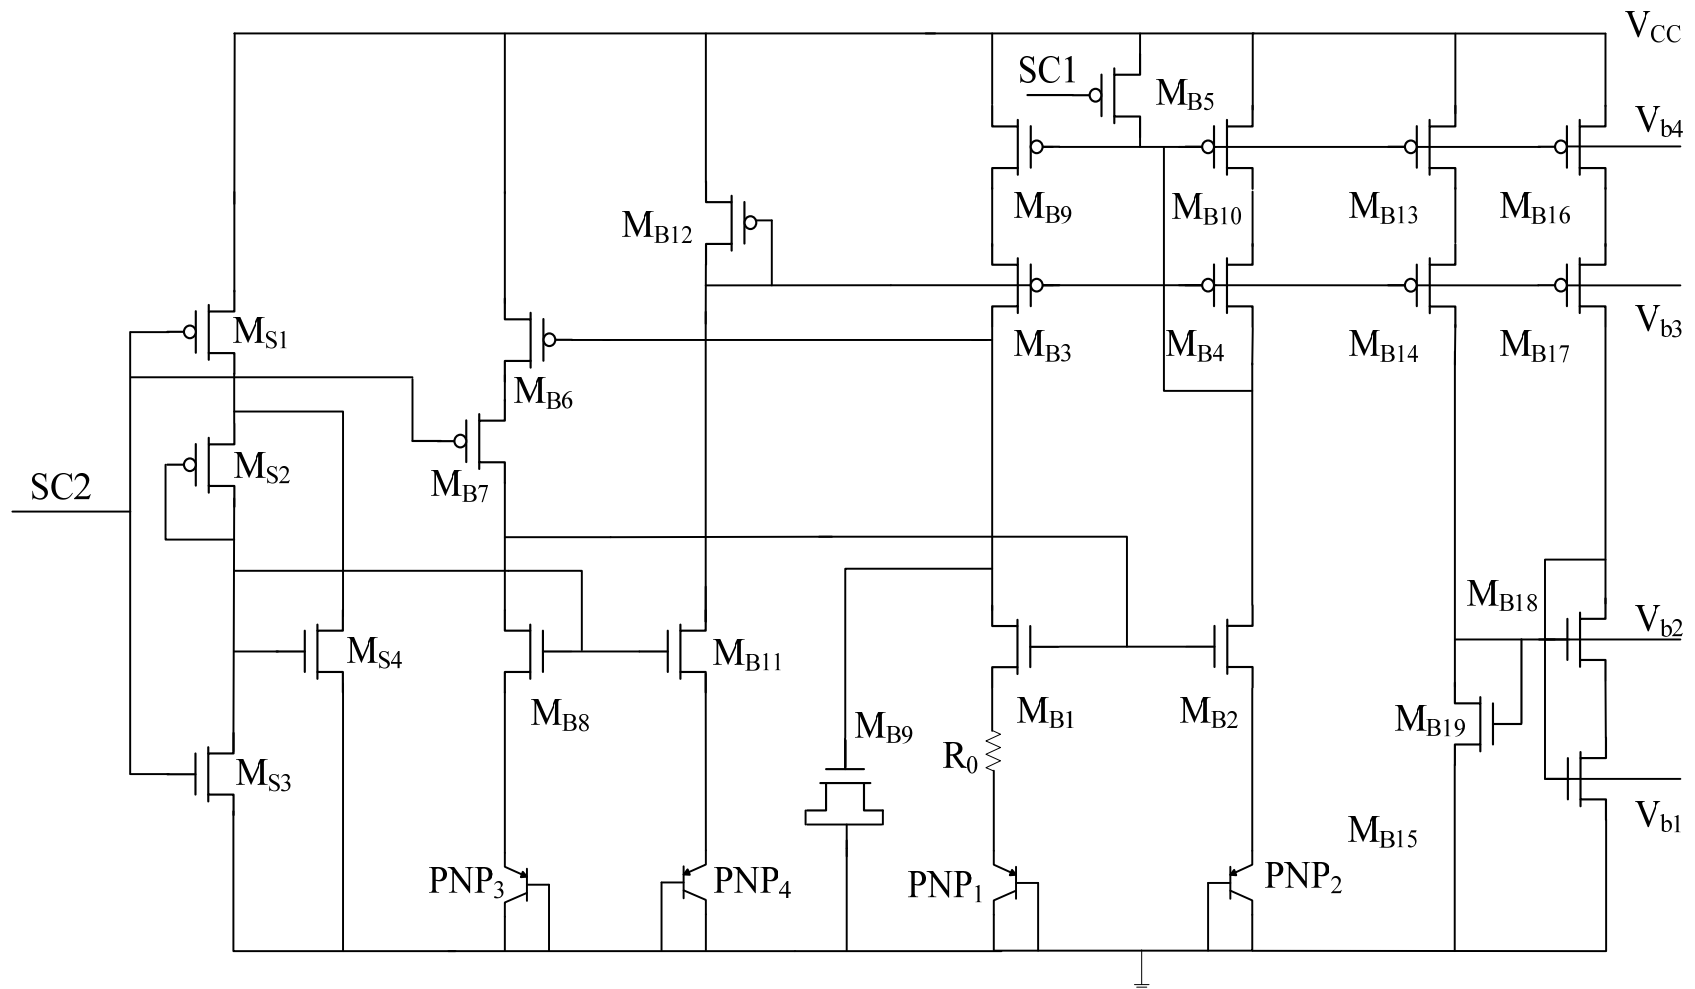 V_CC
SC1
M_B5
V_b4
M_B9
M_B10
M_B13
M_B16
M_B12
M_S1
M_B3
M_B4
M_B14
M_B17
V_b3
M_B6
M_S2
M_B7
SC2
M_B18
V_b2
M_S4
M_B11
M_B8
M_B1
M_B2
M_B9
M_B19
R_0
M_S3
V_b1
M_B15
PNP_3
PNP_4
PNP_1
PNP_2